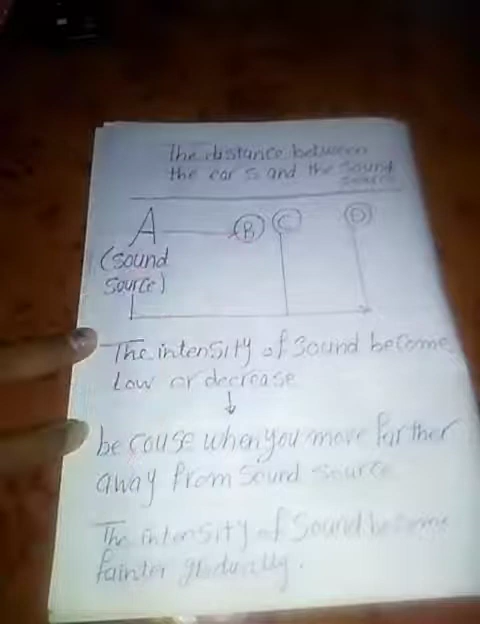 The distance between
the ear s and the Sound
source
A B C D
(Sound
Source)
The intensity of Sound become
Low or decrease
because when you move further
away from Sound source
The intensity of Sound become
fainter gradually.